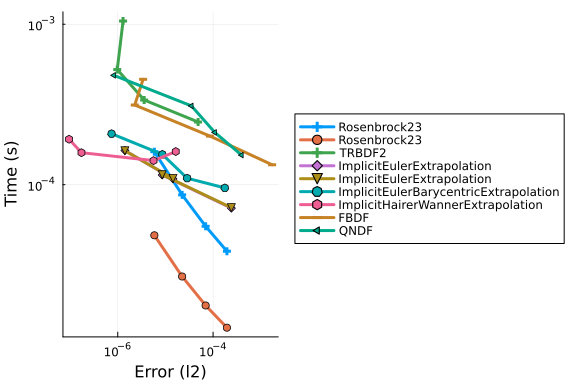 10⁻³
10⁻⁴
Time (s)
10⁻⁶
10⁻⁴
Error (l2)
Rosenbrock23
Rosenbrock23
TRBDF2
ImplicitEulerExtrapolation
ImplicitEulerExtrapolation
ImplicitEulerBarycentricExtrapolation
ImplicitHairerWannerExtrapolation
FBDF
QNDF